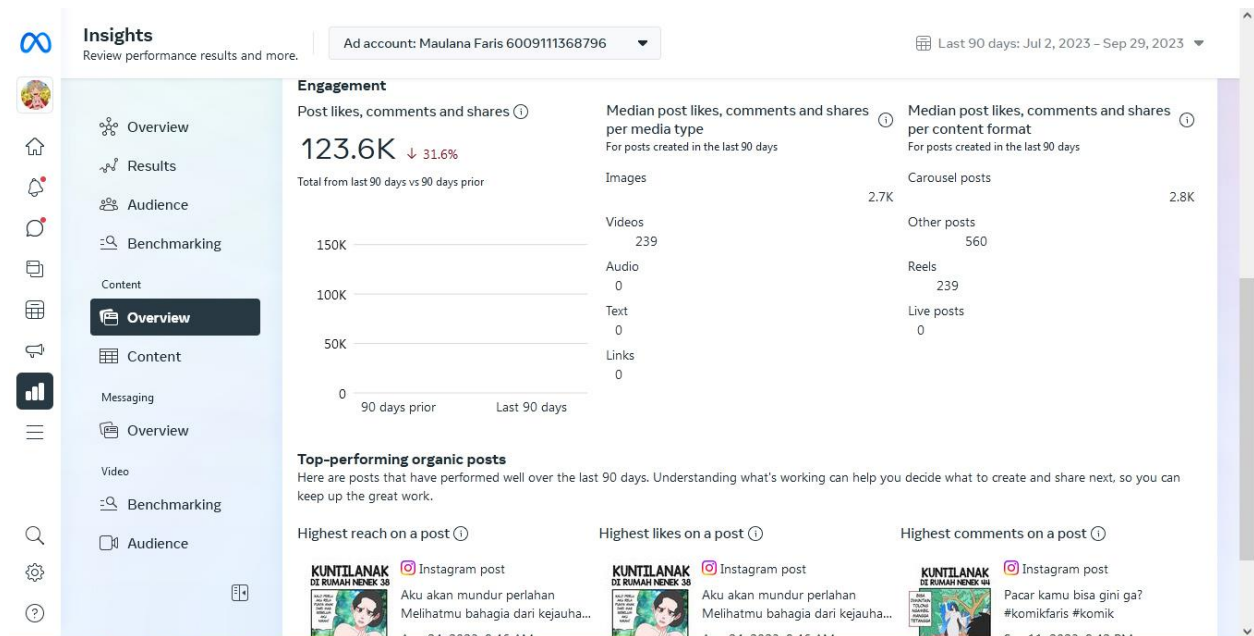 Insights
Review performance results and more.
Ad account: Maulana Faris 6009111368796
Last 90 days: Jul 2, 2023 – Sep 29, 2023
Overview
Results
Audience
Benchmarking
Content
Overview
Content
Messaging
Overview
Video
Benchmarking
Audience
Engagement
Post likes, comments and shares
123.6K ↓ 31.6%
Total from last 90 days vs 90 days prior
150K
100K
50K
0
90 days prior
Last 90 days
Median post likes, comments and shares
per media type
For posts created in the last 90 days
Images
2.7K
Videos
239
Audio
0
Text
0
Links
0
Median post likes, comments and shares
per content format
For posts created in the last 90 days
Carousel posts
2.8K
Other posts
560
Reels
239
Live posts
0
Top-performing organic posts
Here are posts that have performed well over the last 90 days. Understanding what's working can help you decide what to create and share next, so you can
keep up the great work.
Highest reach on a post
KUNTILANAK
DI RUMAH NENEK 38
Instagram post
Aku akan mundur perlahan
Melihatmu bahagia dari kejauha...
Highest likes on a post
KUNTILANAK
DI RUMAH NENEK 38
Instagram post
Aku akan mundur perlahan
Melihatmu bahagia dari kejauha...
Highest comments on a post
KUNTILANAK
DI RUMAH NENEK 44
Instagram post
Pacar kamu bisa gini ga?
#komikfaris #komik